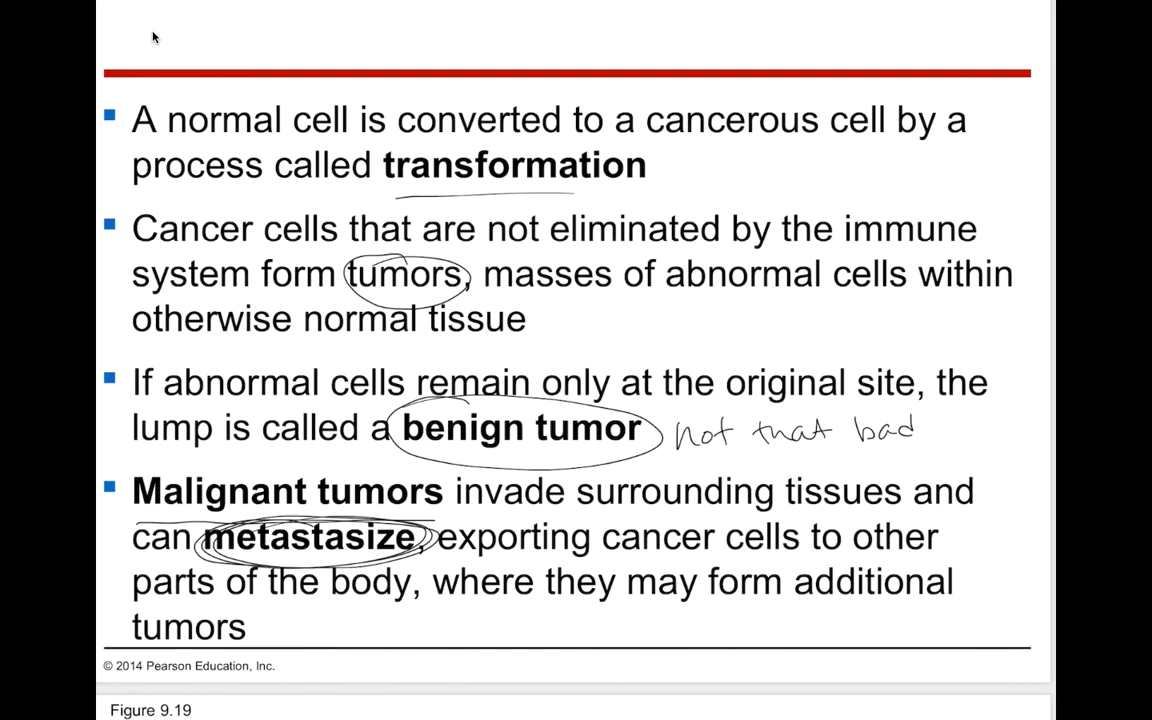 A normal cell is converted to a cancerous cell by a
process called transformation
Cancer cells that are not eliminated by the immune
system form tumors, masses of abnormal cells within
otherwise normal tissue
If abnormal cells remain only at the original site, the
lump is called a benign tumor not that bad
Malignant tumors invade surrounding tissues and
can metastasize, exporting cancer cells to other
parts of the body, where they may form additional
tumors
© 2014 Pearson Education, Inc.
Figure 9.19